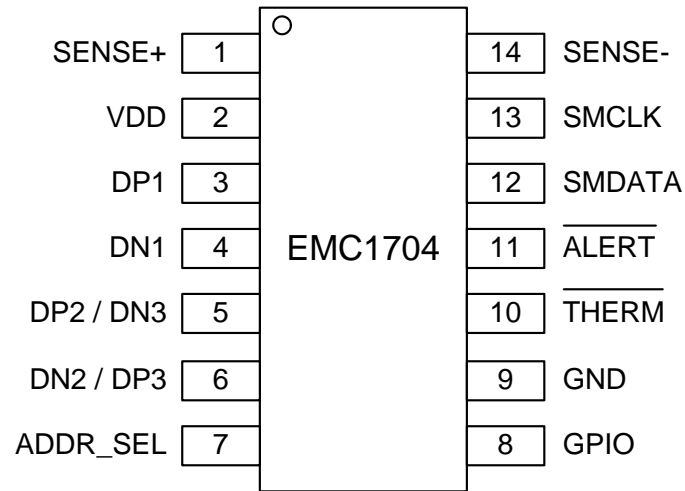 SENSE+ 1 14 SENSE-
VDD 2 13 SMCLK
DP1 3 12 SMDATA
DN1 4 EMC1704 11 ALERT
DP2 / DN3 5 10 THERM
DN2 / DP3 6 9 GND
ADDR_SEL 7 8 GPIO